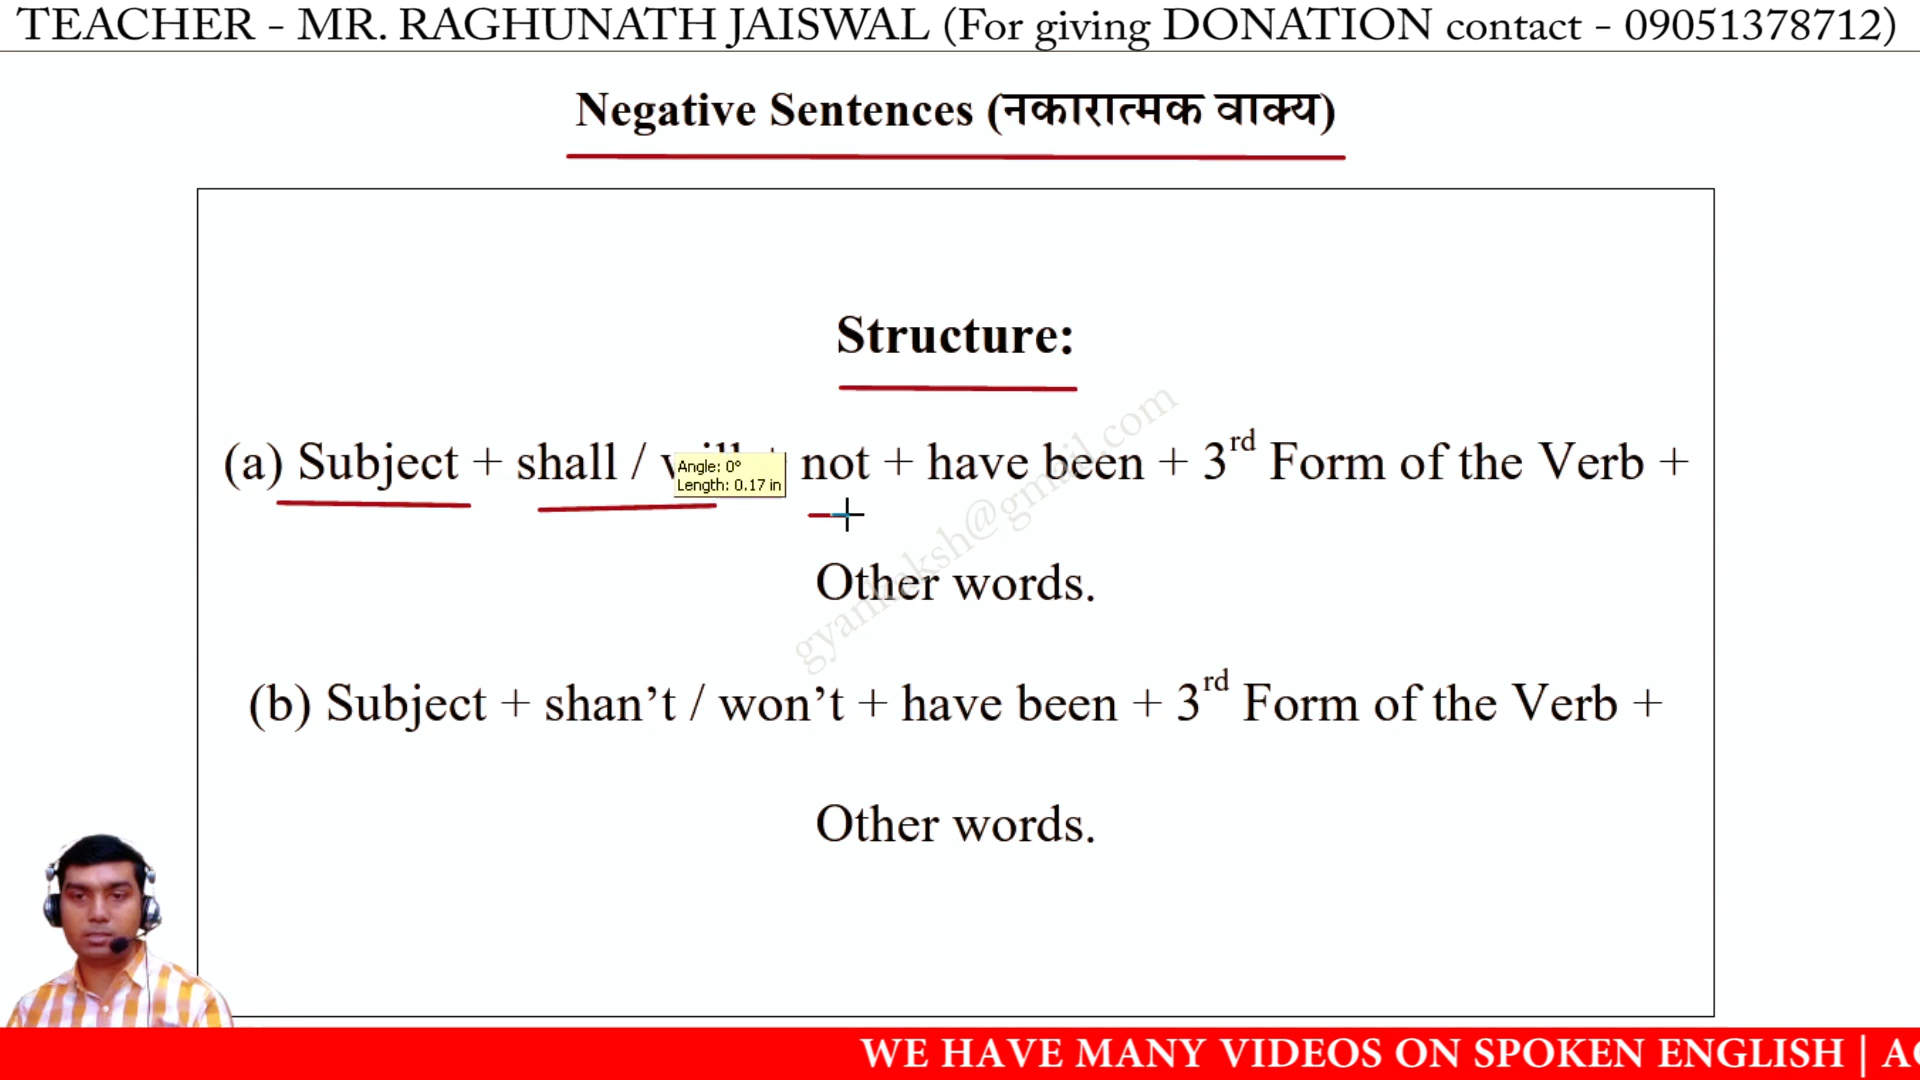 TEACHER - MR. RAGHUNATH JAISWAL (For giving DONATION contact - 09051378712)
Negative Sentences (नकारात्मक वाक्य)
Structure:
(a) Subject + shall / will + not + have been + 3rd Form of the Verb +
Angle: 0°
Length: 0.17 in
Other words.
(b) Subject + shan’t / won’t + have been + 3rd Form of the Verb +
Other words.
WE HAVE MANY VIDEOS ON SPOKEN ENGLISH |